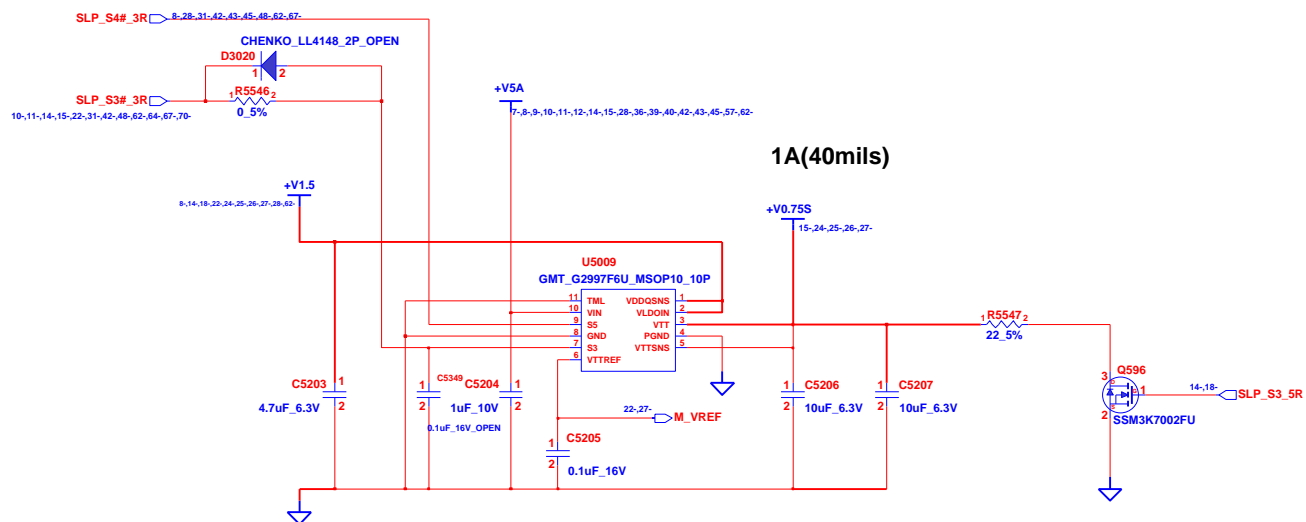 SLP_S4#_3R 8-,28-,31-,42-,43-,45-,48-,62-,67-
CHENKO_LL4148_2P_OPEN
D3020
1 2
SLP_S3#_3R 1 R5546 2
0_5%
10-,11-,14-,15-,22-,31-,42-,48-,62-,64-,67-,70-
+V5A
7-,8-,9-,10-,11-,12-,14-,15-,28-,36-,39-,40-,42-,43-,45-,57-,62-
1A(40mils)
+V1.5
8-,14-,18-,22-,24-,25-,26-,27-,28-,62-
+V0.75S
15-,24-,25-,26-,27-
U5009
GMT_G2997F6U_MSOP10_10P
11 TML VDDQSNS 1
10 VIN VLDOIN 2
9 S5 VTT 3
8 GND PGND 4
7 S3 VTTSNS 5
6 VTTREF
1 R5547 2
22_5%
C5203 1 2
4.7uF_6.3V
C5349 1 2
0.1uF_16V_OPEN
C5204 1 2
1uF_10V
C5206 1 2
10uF_6.3V
C5207 1 2
10uF_6.3V
22-,27-
M_VREF
C5205 1 2
0.1uF_16V
Q596
3 D
G 1
2 S
SSM3K7002FU
14-,18-
SLP_S3_5R